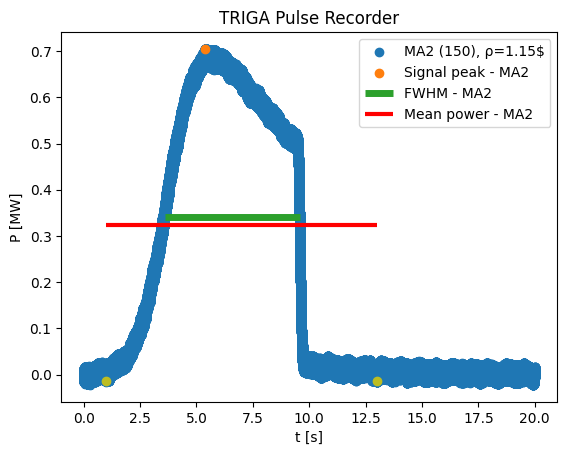 TRIGA Pulse Recorder
MA2 (150), ρ=1.15$
Signal peak - MA2
FWHM - MA2
Mean power - MA2
P [MW]
0.7
0.6
0.5
0.4
0.3
0.2
0.1
0.0
0.0 2.5 5.0 7.5 10.0 12.5 15.0 17.5 20.0
t [s]